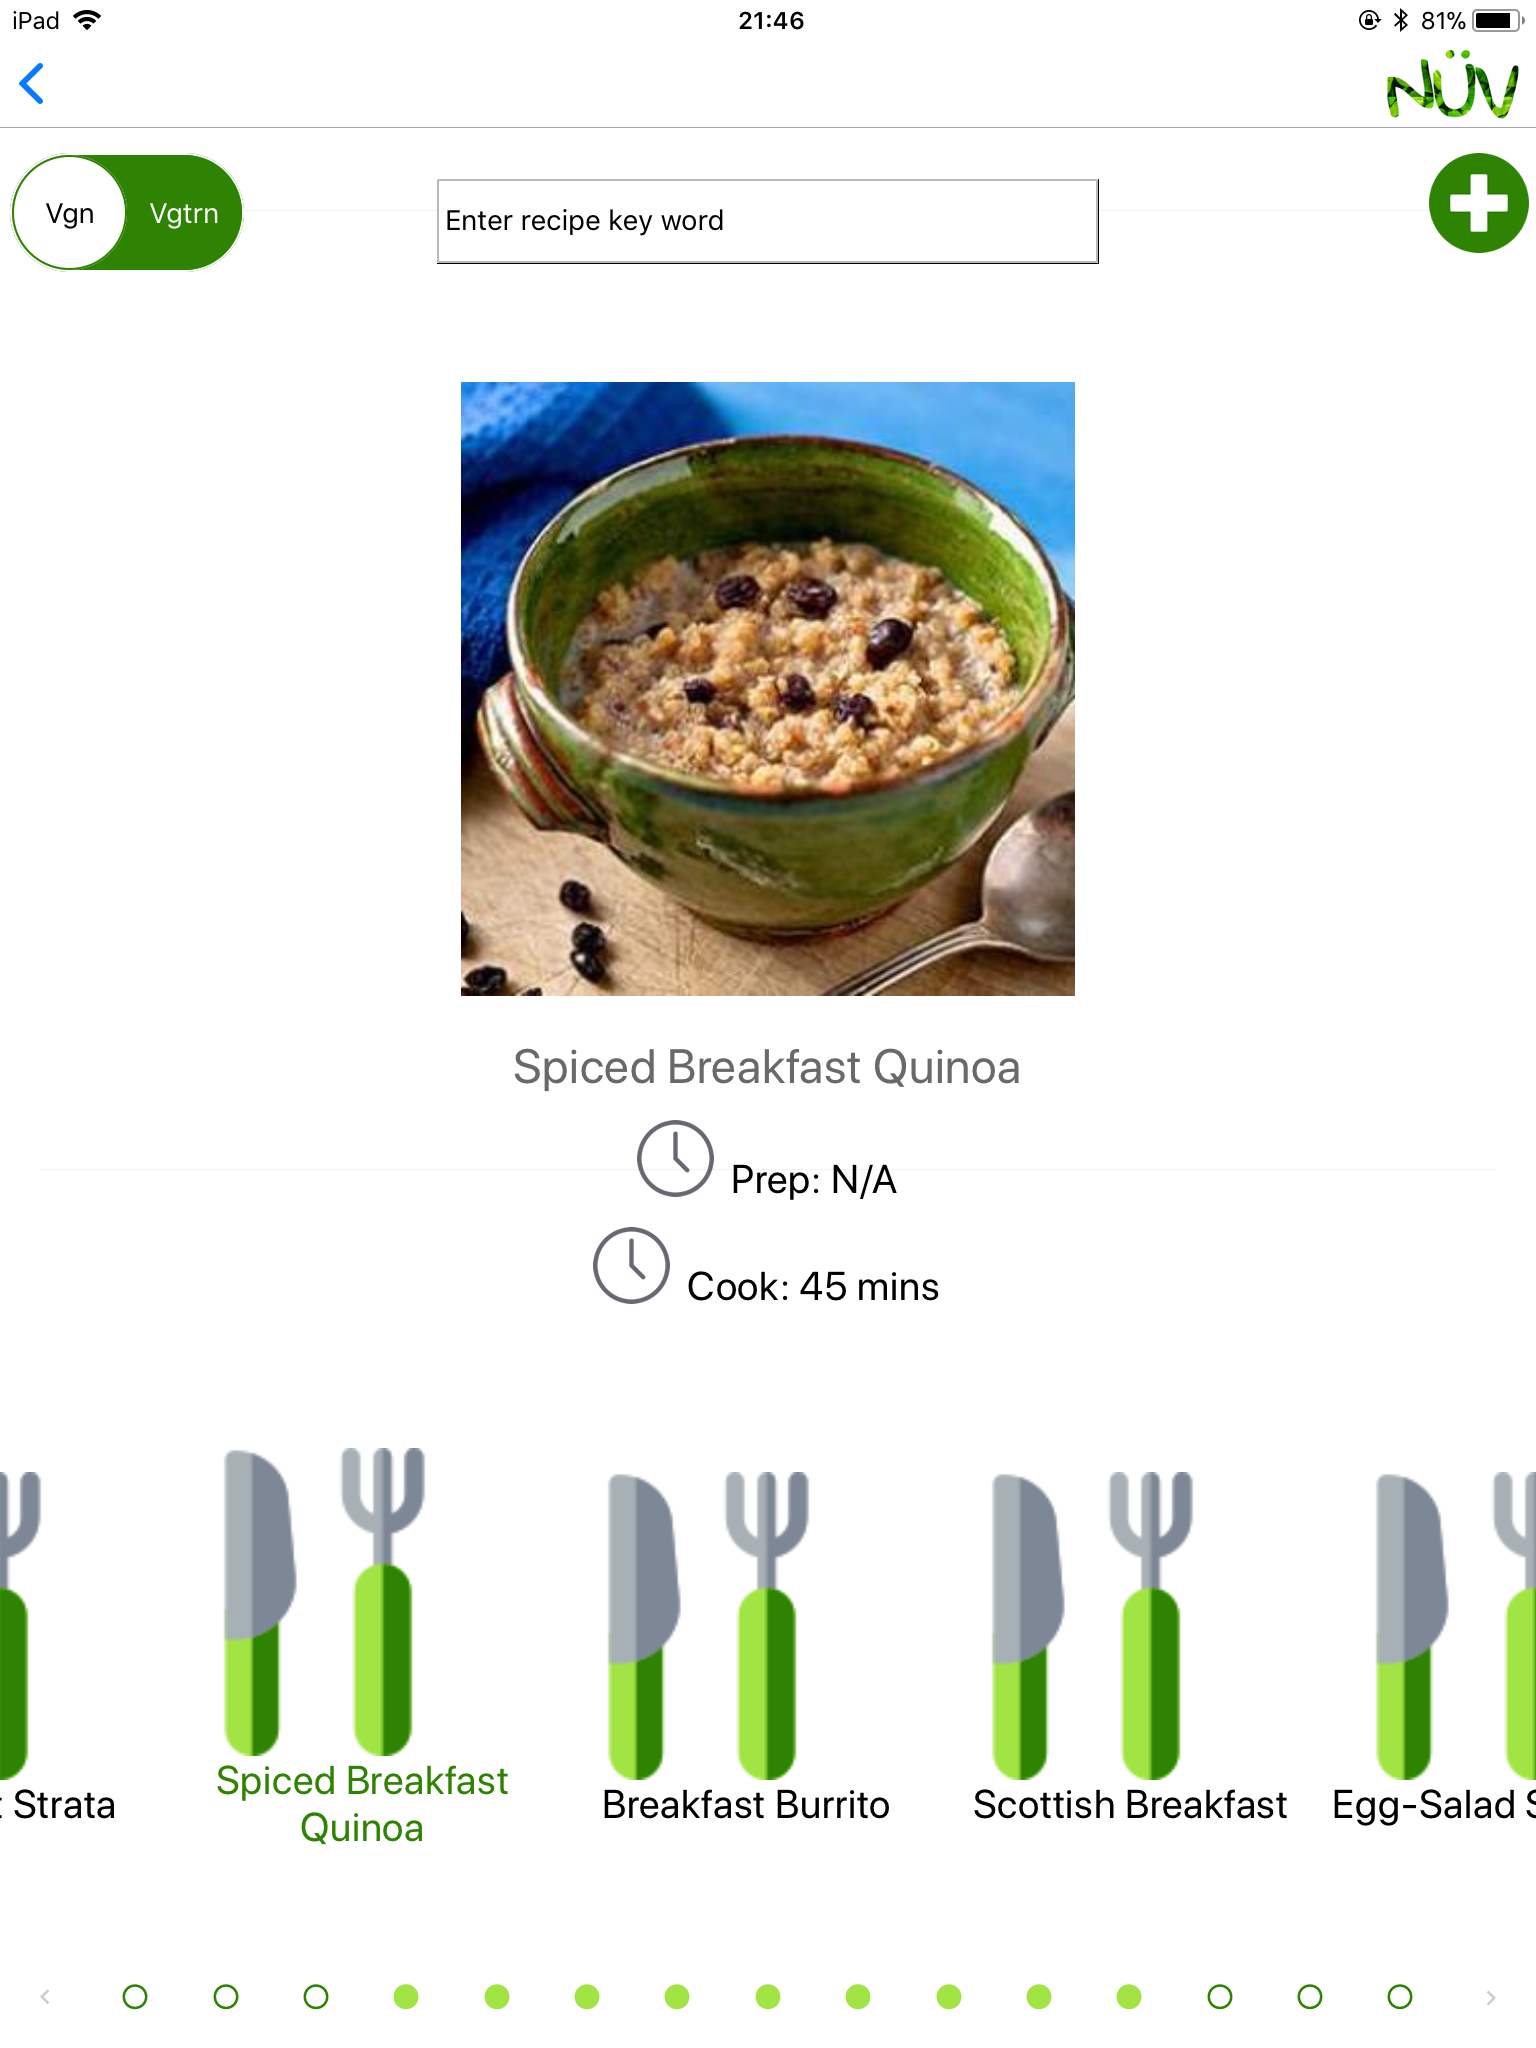 iPad 21:46 81%
NÜV
Vgn Vgtrn
Enter recipe key word
Spiced Breakfast Quinoa
Prep: N/A
Cook: 45 mins
Strata
Spiced Breakfast
Quinoa
Breakfast Burrito
Scottish Breakfast
Egg-Salad